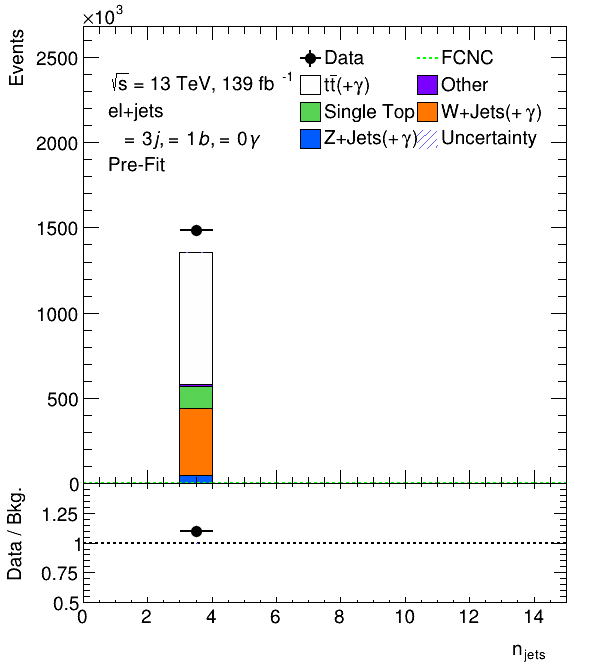 ×10³
Events
2500
2000
1500
1000
500
0
√s = 13 TeV, 139 fb⁻¹
el+jets
= 3j, = 1b, = 0γ
Pre-Fit
Data
FCNC
tt̄(+γ)
Other
Single Top
W+Jets(+γ)
Z+Jets(+γ)
Uncertainty
Data / Bkg.
1.25
1
0.75
0.5
0 2 4 6 8 10 12 14
n_jets